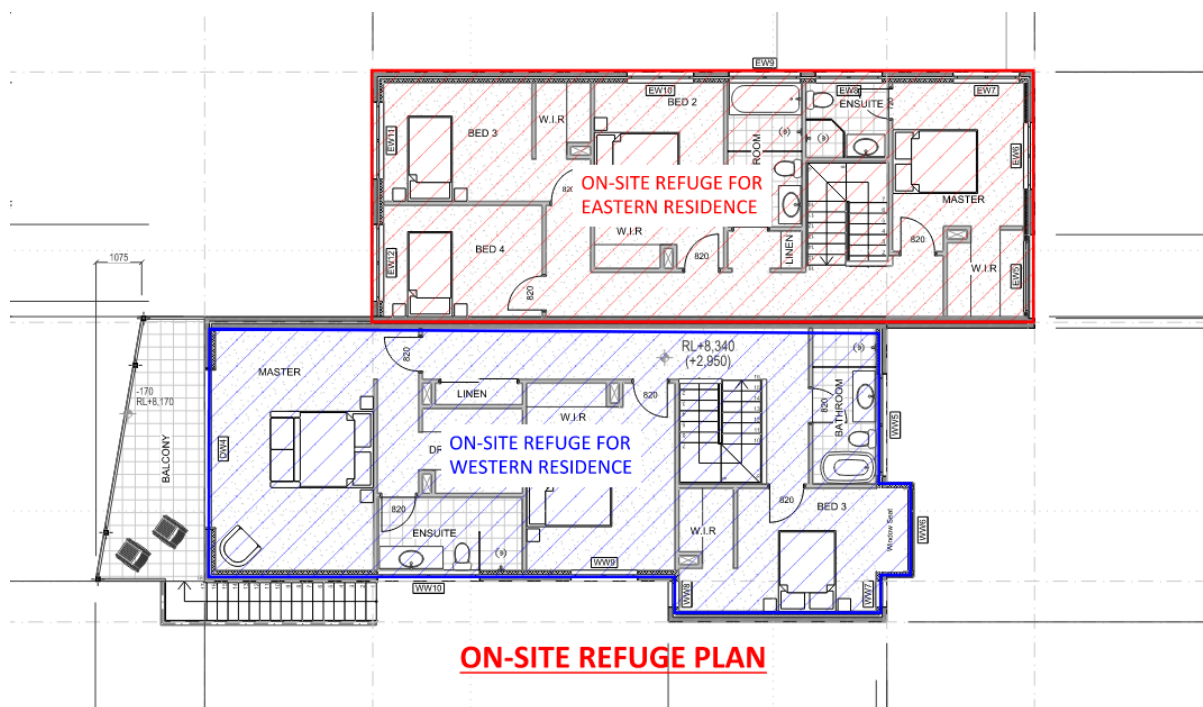 EW9
EW10
EW8
EW7
BED 2
ENSUITE
720
BED 3
W.I.R
EW11
ROOM
EW6
ON-SITE REFUGE FOR
EASTERN RESIDENCE
820
MASTER
W.I.R
BED 4
LINEN
820
820
W.I.R
EW12
EW5
820
1075
RL+8,340
(+2,950)
820
MASTER
LINEN
820
W.I.R
-170
RL+8,170
820
BATHROOM
WW5
DW4
BALCONY
ON-SITE REFUGE FOR
WESTERN RESIDENCE
820
820
BED 3
ENSUITE
W.I.R
Window Seat
WW6
WW9
WW10
WW8
WW7
ON-SITE REFUGE PLAN